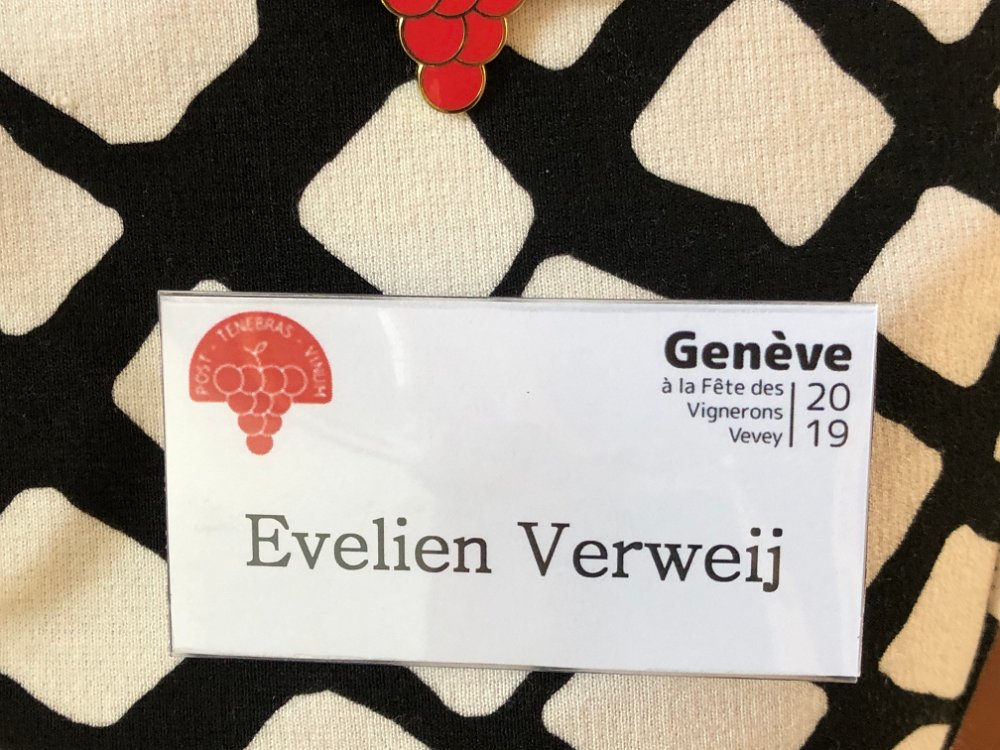 POST · TENEBRAS · VINUM
Genève
à la Fête des
Vignerons
Vevey
20
19
Evelien Verweij